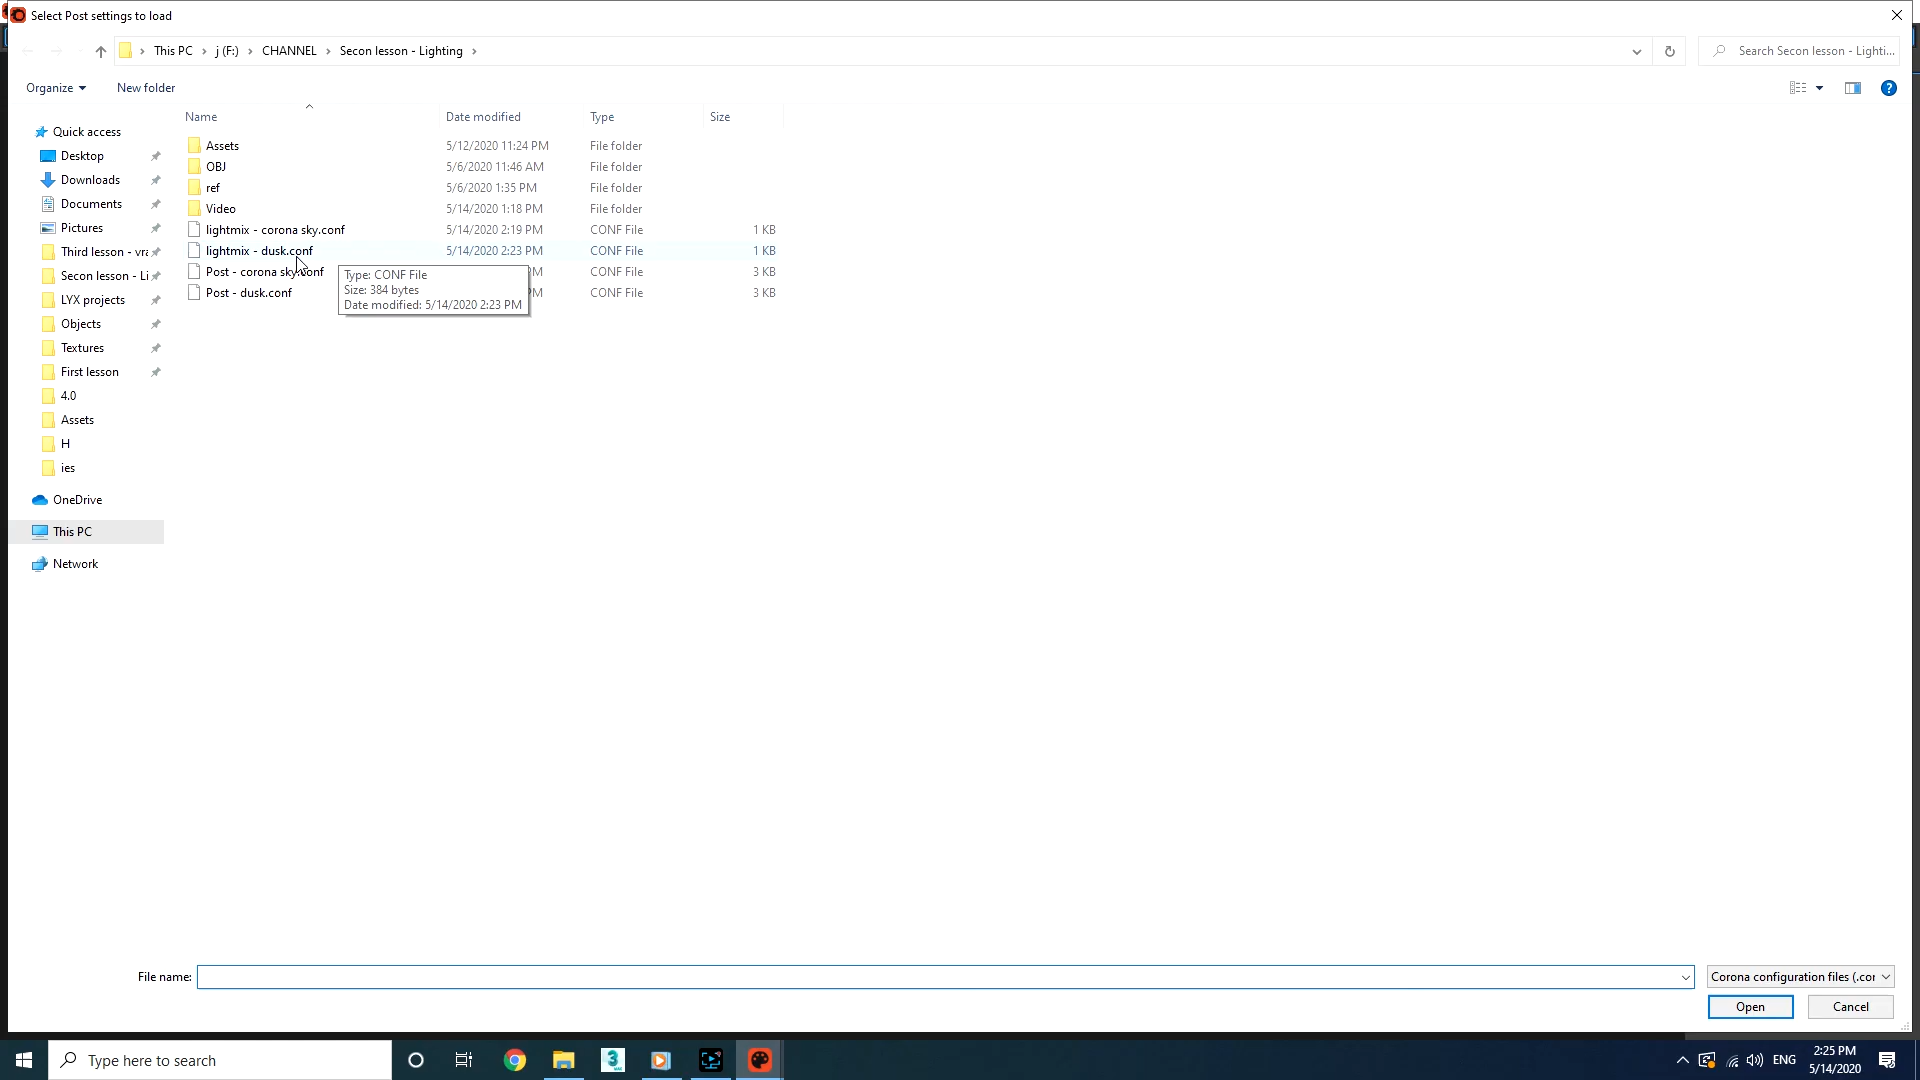 Select Post settings to load
This PC > j (F:) > CHANNEL > Secon lesson - Lighting >
Search Secon lesson - Lighti...
Organize
New folder
Name Date modified Type Size
Quick access
Desktop
Downloads
Documents
Pictures
Third lesson - vra
Secon lesson - Li
LYX projects
Objects
Textures
First lesson
4.0
Assets
H
ies
OneDrive
This PC
Network
Assets 5/12/2020 11:24 PM File folder
OBJ 5/6/2020 11:46 AM File folder
ref 5/6/2020 1:35 PM File folder
Video 5/14/2020 1:18 PM File folder
lightmix - corona sky.conf 5/14/2020 2:19 PM CONF File 1 KB
lightmix - dusk.conf 5/14/2020 2:23 PM CONF File 1 KB
Post - corona sky.conf M CONF File 3 KB
Post - dusk.conf M CONF File 3 KB
Type: CONF File
Size: 384 bytes
Date modified: 5/14/2020 2:23 PM
File name:
Corona configuration files (.cor
Open
Cancel
Type here to search
ENG
2:25 PM
5/14/2020